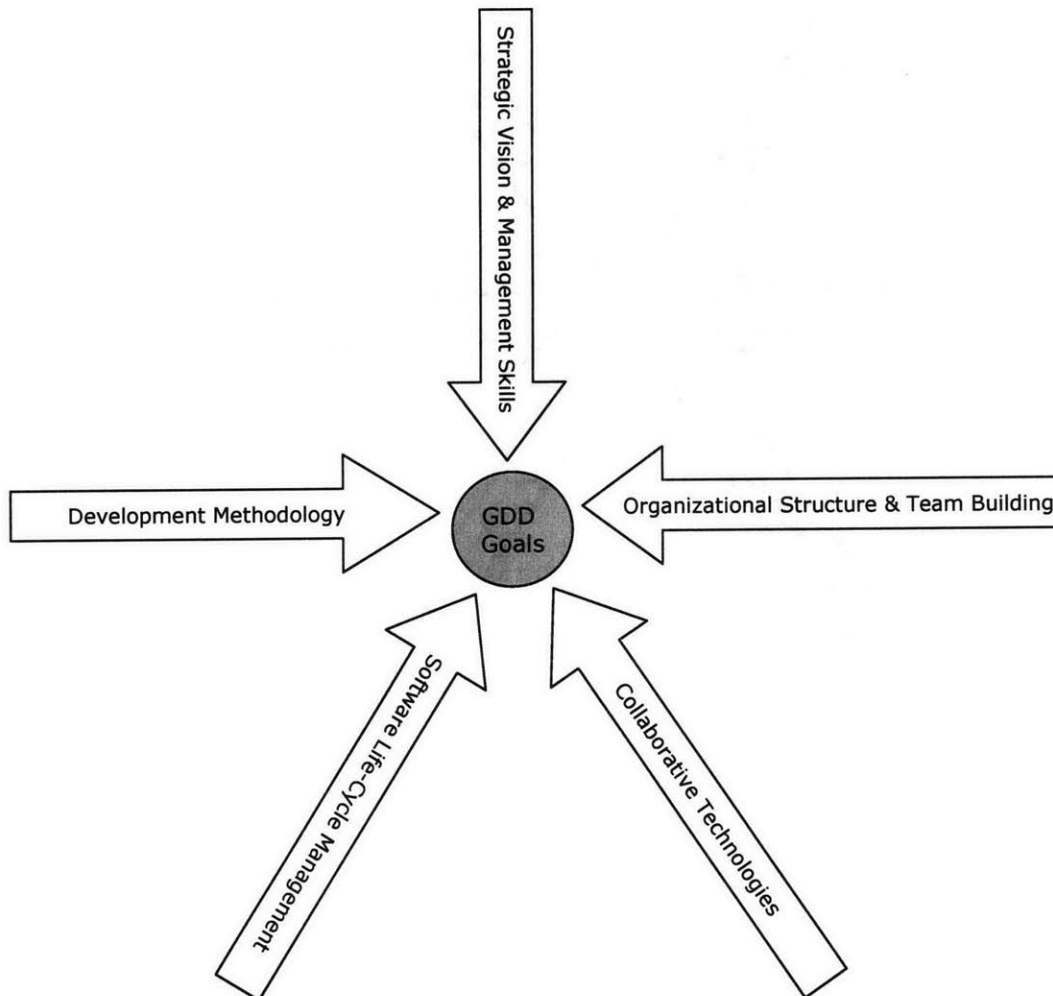 Strategic Vision & Management Skills
Development Methodology
GDD
Goals
Organizational Structure & Team Building
Software Life-Cycle Management
Collaborative Technologies